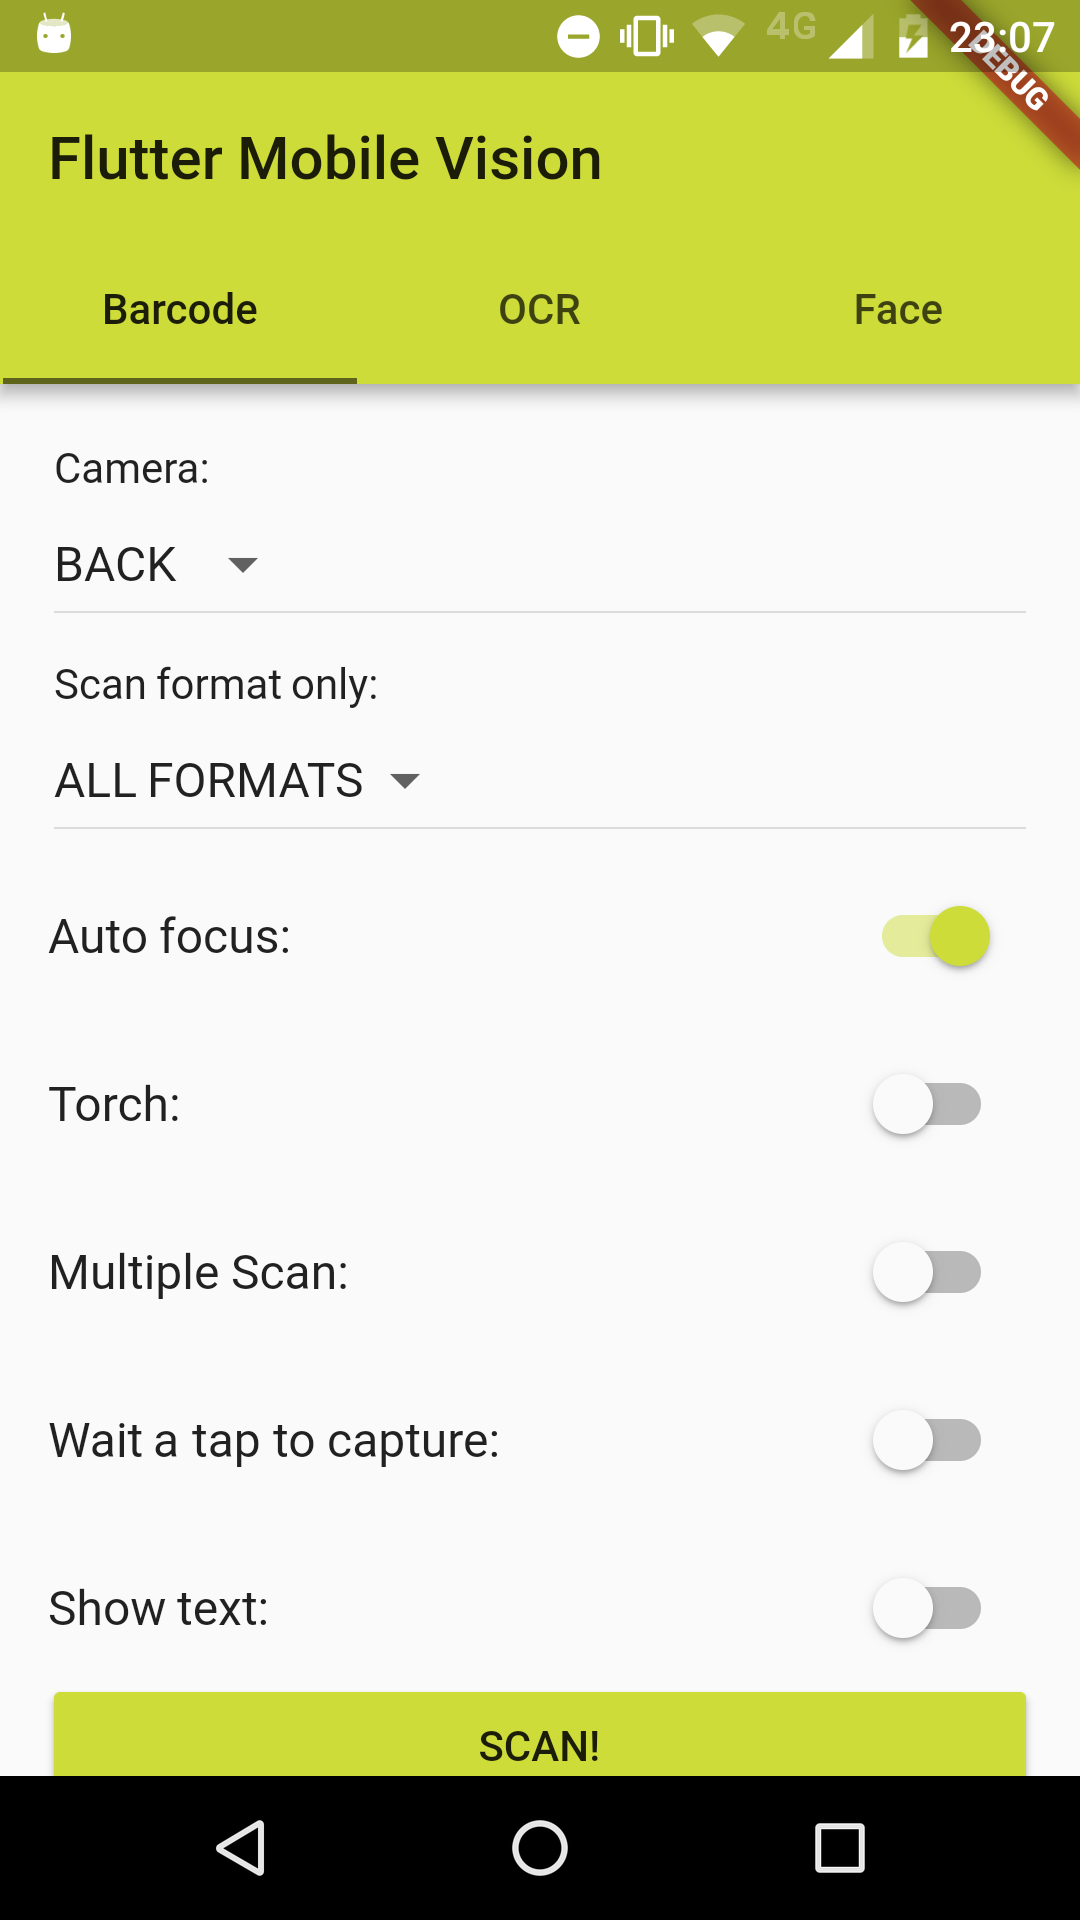 4G 23:07
DEBUG
Flutter Mobile Vision
Barcode OCR Face
Camera:
BACK
Scan format only:
ALL FORMATS
Auto focus:
Torch:
Multiple Scan:
Wait a tap to capture:
Show text:
SCAN!